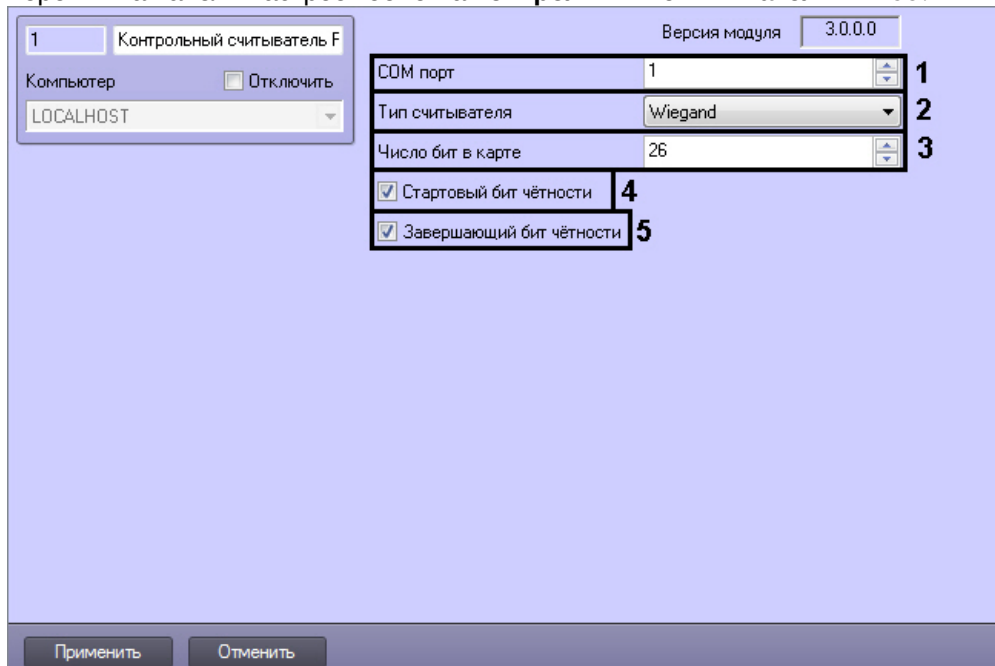 1 Контрольный считыватель F
Версия модуля 3.0.0.0
Компьютер Отключить
LOCALHOST
COM порт 1 1
Тип считывателя Wiegand 2
Число бит в карте 26 3
Стартовый бит чётности 4
Завершающий бит чётности 5
Применить Отменить